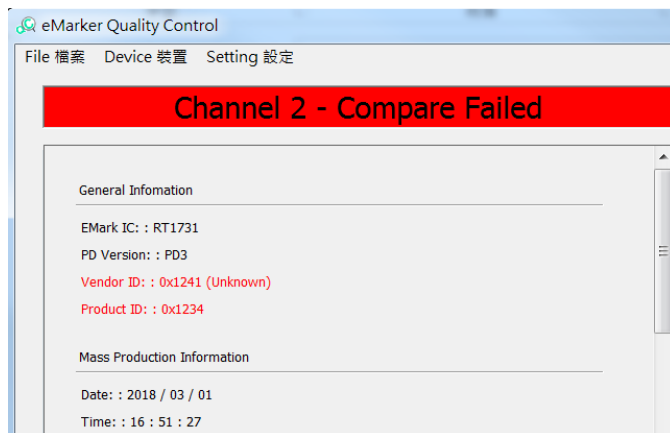 eMarker Quality Control
File 檔案 Device 裝置 Setting 設定
Channel 2 - Compare Failed
General Infomation
EMark IC: : RT1731
PD Version: : PD3
Vendor ID: : 0x1241 (Unknown)
Product ID: : 0x1234
Mass Production Information
Date: : 2018 / 03 / 01
Time: : 16 : 51 : 27